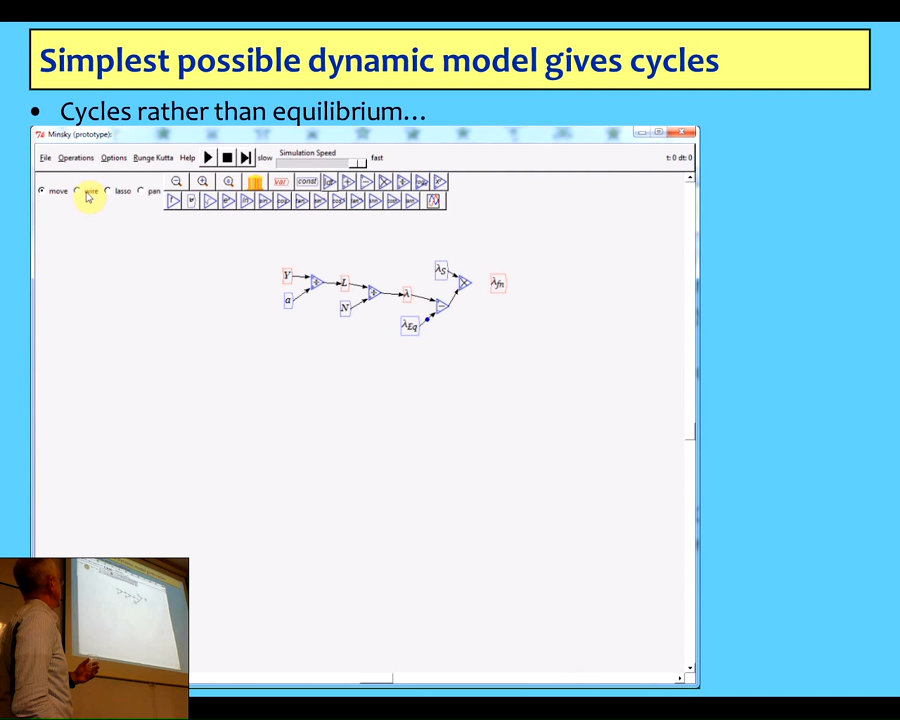 Simplest possible dynamic model gives cycles
• Cycles rather than equilibrium…
Minsky (prototype):
File Operations Options Runge Kutta Help slow Simulation Speed fast t: 0 dt: 0
move wire lasso pan
var const
Y L λ λS λfn
a N λEq